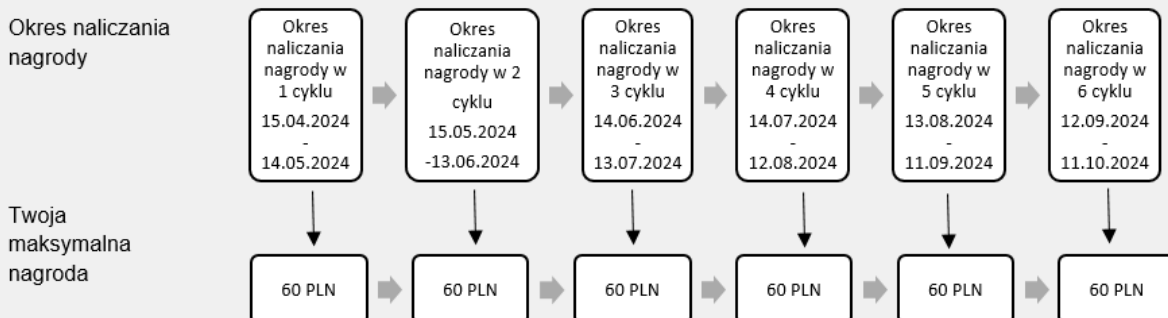 Okres naliczania
nagrody
Okres
naliczania
nagrody w
1 cyklu
15.04.2024
-
14.05.2024
Okres
naliczania
nagrody w 2
cyklu
15.05.2024
-13.06.2024
Okres
naliczania
nagrody w
3 cyklu
14.06.2024
-
13.07.2024
Okres
naliczania
nagrody w
4 cyklu
14.07.2024
-
12.08.2024
Okres
naliczania
nagrody w
5 cyklu
13.08.2024
-
11.09.2024
Okres
naliczania
nagrody w
6 cyklu
12.09.2024
-
11.10.2024
Twoja
maksymalna
nagroda
60 PLN
60 PLN
60 PLN
60 PLN
60 PLN
60 PLN